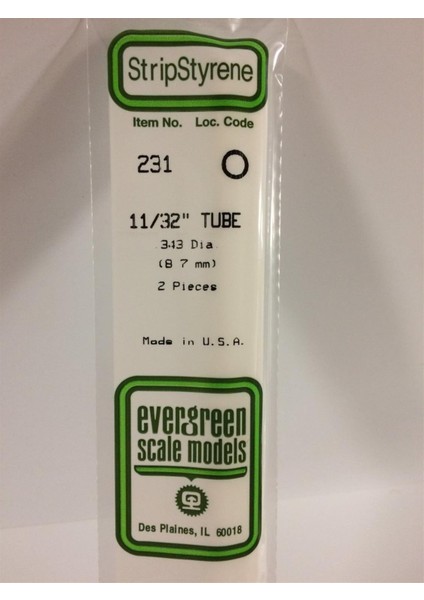 StripStyrene
Item No. Loc. Code
231 O
11/32" TUBE
.343 Dia.
(8.7 mm)
2 Pieces
Made in U.S.A.
evergreen
scale models
Des Plaines, IL 60018